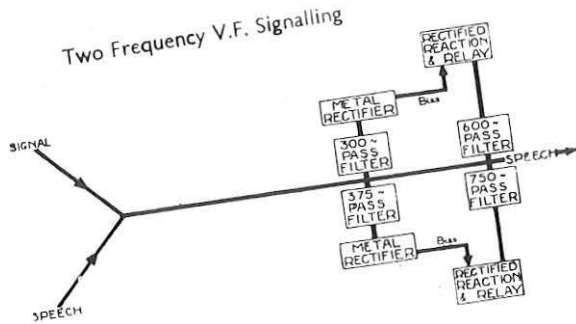 Two Frequency V.F. Signalling
RECTIFIED
REACTION
& RELAY
METAL
RECTIFIER
Bias
SIGNAL
300~
PASS
FILTER
600~
PASS
FILTER
SPEECH
375~
PASS
FILTER
750~
PASS
FILTER
METAL
RECTIFIER
Bias
RECTIFIED
REACTION
& RELAY
SPEECH